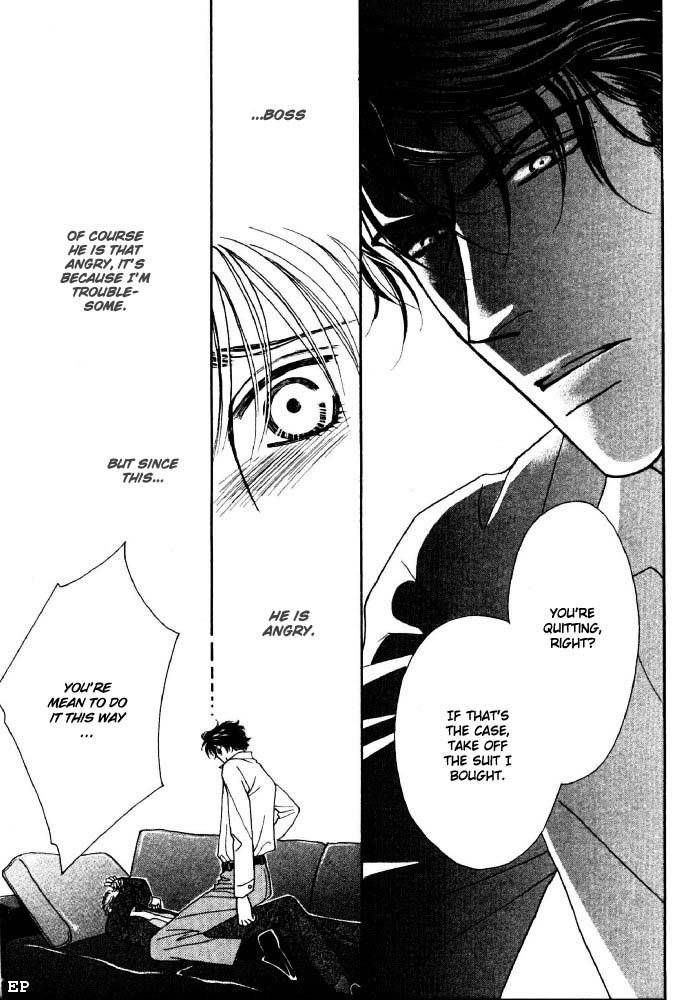 YOU'RE
QUITTING,
RIGHT?
IF THAT'S
THE CASE,
TAKE OFF
THE SUIT I
BOUGHT.
...BOSS
HE IS
ANGRY.
OF COURSE
HE IS THAT
ANGRY, IT'S
BECAUSE I'M
TROUBLE-
SOME.
BUT SINCE
THIS...
YOU'RE
MEAN TO DO
IT THIS WAY
...
EP